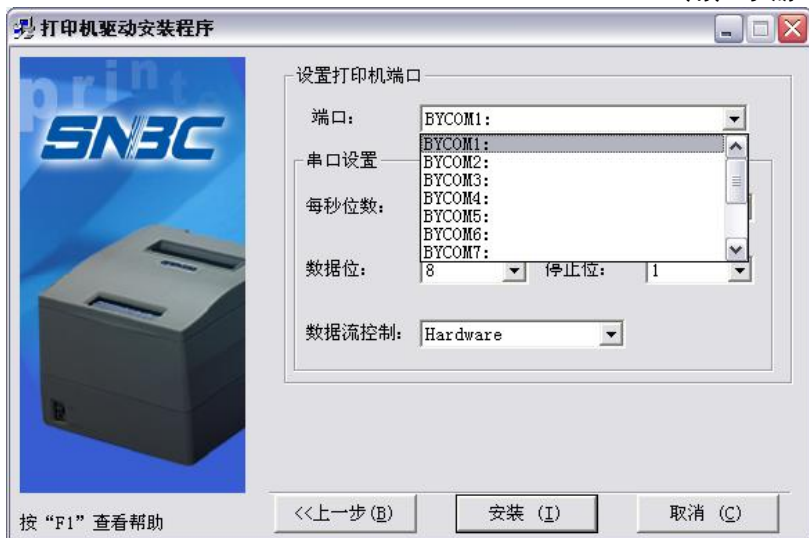 打印机驱动安装程序
print
SNBC
设置打印机端口
端口: BYCOM1:
BYCOM1:
BYCOM2:
BYCOM3:
BYCOM4:
BYCOM5:
BYCOM6:
BYCOM7:
串口设置
每秒位数:
数据位: 8 停止位: 1
数据流控制: Hardware
按“F1”查看帮助
<<上一步(B) 安装 (I) 取消 (C)